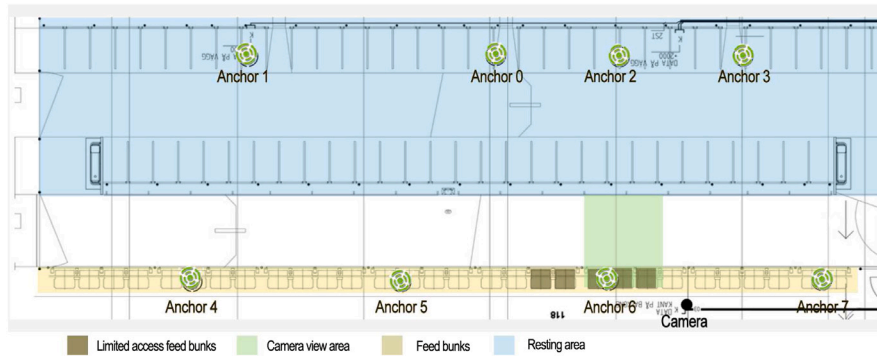 Anchor 1
Anchor 0
Anchor 2
Anchor 3
Anchor 4
Anchor 5
Anchor 6
Anchor 7
118
Camera
Limited access feed bunks
Camera view area
Feed bunks
Resting area